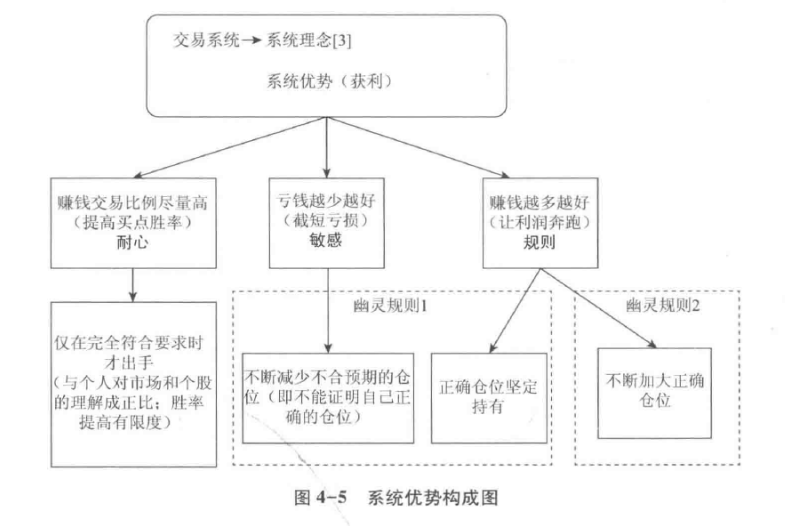 交易系统→系统理念[3]
系统优势（获利）
赚钱交易比例尽量高
（提高买点胜率）
耐心
亏钱越少越好
（截短亏损）
敏感
赚钱越多越好
（让利润奔跑）
规则
仅在完全符合要求时
才出手
（与个人对市场和个股
的理解成正比；胜率
提高有限度）
幽灵规则1
不断减少不合预期的仓
位（即不能证明自己正
确的仓位）
正确仓位坚定
持有
幽灵规则2
不断加大正确
仓位
图 4-5 系统优势构成图